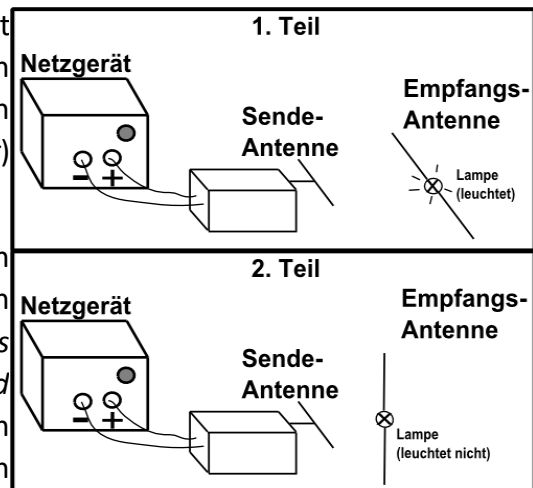 t
1. Teil
n
Netzgerät
Empfangs-
Antenne
n
Sende-
Antenne
)
Lampe
(leuchtet)
- +
n
2. Teil
n
Netzgerät
Empfangs-
Antenne
s
Sende-
Antenne
d
- +
n
Lampe
(leuchtet nicht)
n